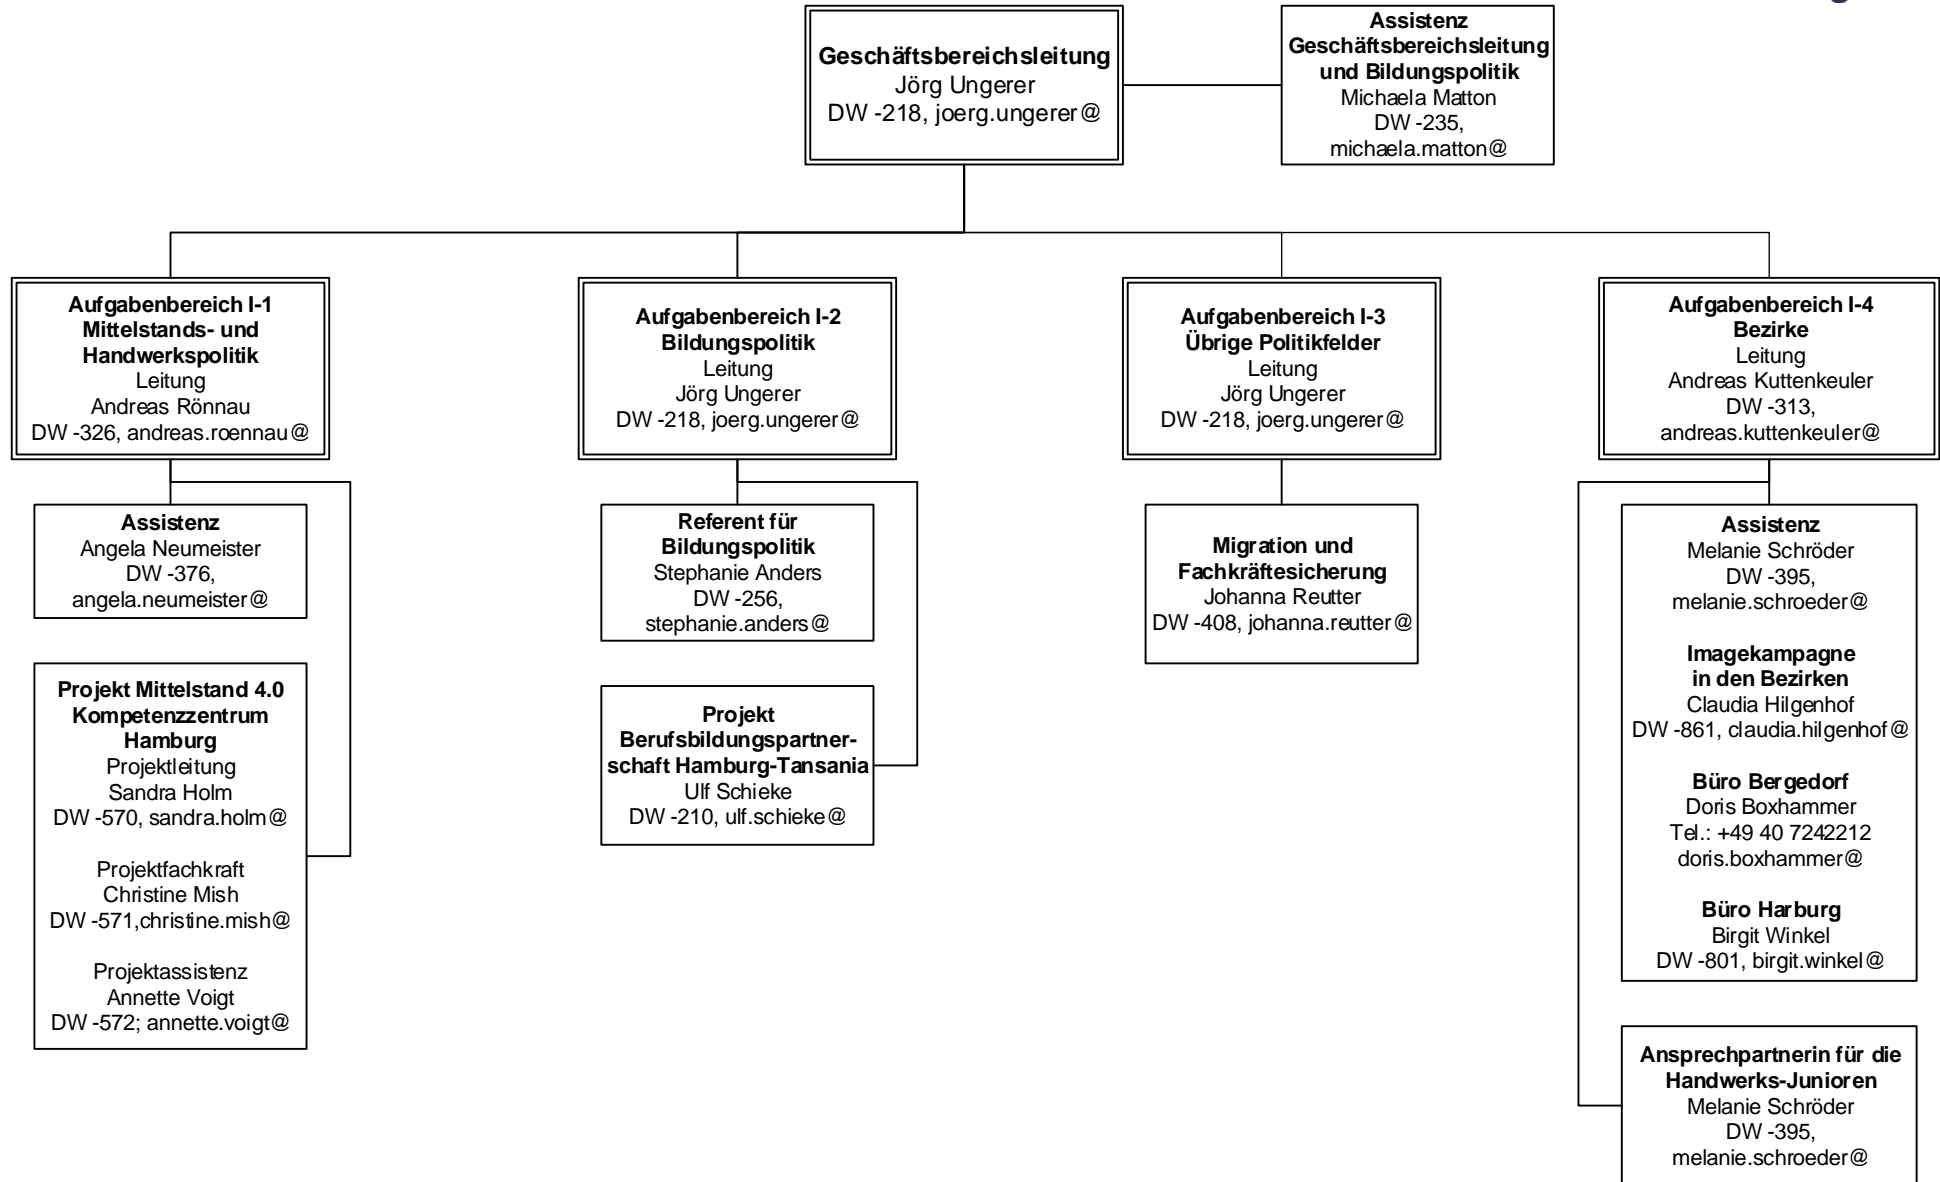 Geschäftsbereichsleitung
Jörg Ungerer
DW -218, joerg.ungerer@
Assistenz
Geschäftsbereichsleitung
und Bildungspolitik
Michaela Matton
DW -235,
michaela.matton@
Aufgabenbereich I-1
Mittelstands- und
Handwerkspolitik
Leitung
Andreas Rönnau
DW -326, andreas.roennau@
Aufgabenbereich I-2
Bildungspolitik
Leitung
Jörg Ungerer
DW -218, joerg.ungerer@
Aufgabenbereich I-3
Übrige Politikfelder
Leitung
Jörg Ungerer
DW -218, joerg.ungerer@
Aufgabenbereich I-4
Bezirke
Leitung
Andreas Kuttenkeuler
DW -313,
andreas.kuttenkeuler@
Assistenz
Angela Neumeister
DW -376,
angela.neumeister@
Projekt Mittelstand 4.0
Kompetenzzentrum
Hamburg
Projektleitung
Sandra Holm
DW -570, sandra.holm@
Projektfachkraft
Christine Mish
DW -571,christine.mish@
Projektassistenz
Annette Voigt
DW -572; annette.voigt@
Referent für
Bildungspolitik
Stephanie Anders
DW -256,
stephanie.anders@
Projekt
Berufsbildungspartner-
schaft Hamburg-Tansania
Ulf Schieke
DW -210, ulf.schieke@
Migration und
Fachkräftesicherung
Johanna Reutter
DW -408, johanna.reutter@
Assistenz
Melanie Schröder
DW -395,
melanie.schroeder@
Imagekampagne
in den Bezirken
Claudia Hilgenhof
DW -861, claudia.hilgenhof@
Büro Bergedorf
Doris Boxhammer
Tel.: +49 40 7242212
doris.boxhammer@
Büro Harburg
Birgit Winkel
DW -801, birgit.winkel@
Ansprechpartnerin für die
Handwerks-Junioren
Melanie Schröder
DW -395,
melanie.schroeder@